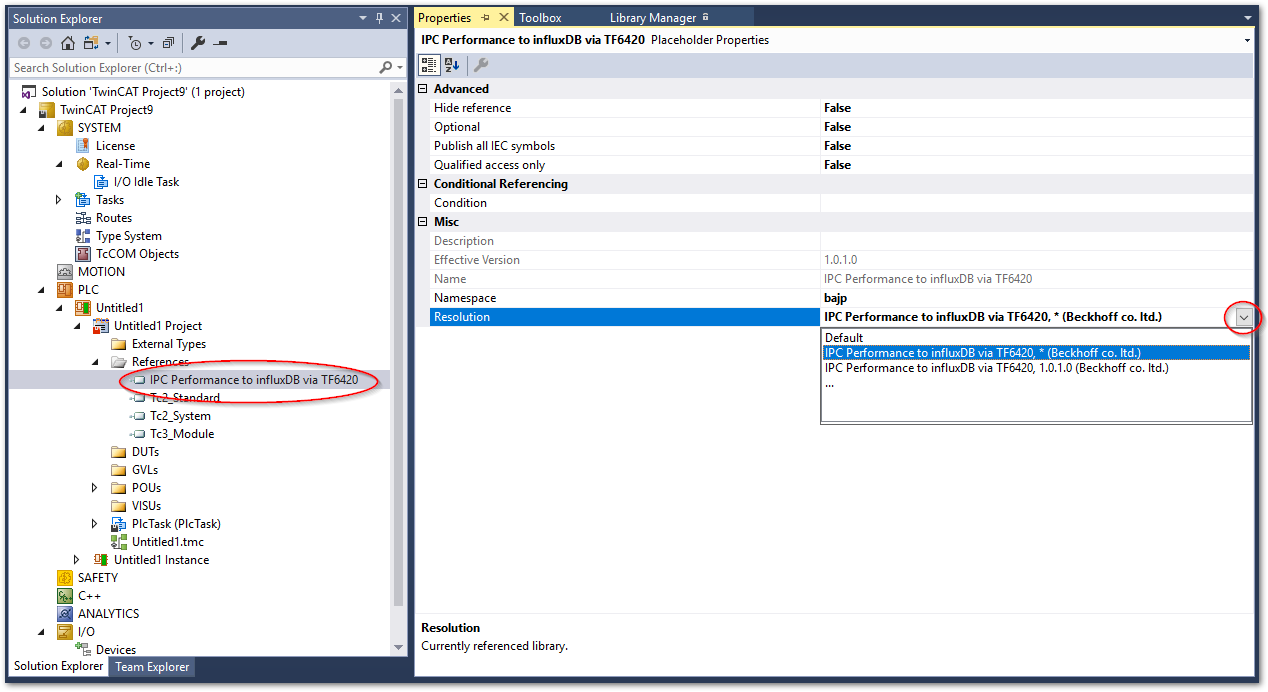 Solution Explorer
Search Solution Explorer (Ctrl+;)
Solution 'TwinCAT Project9' (1 project)
TwinCAT Project9
SYSTEM
License
Real-Time
I/O Idle Task
Tasks
Routes
Type System
TcCOM Objects
MOTION
PLC
Untitled1
Untitled1 Project
External Types
References
IPC Performance to influxDB via TF6420
Tc2_Standard
Tc2_System
Tc3_Module
DUTs
GVLs
POUs
VISUs
PlcTask (PlcTask)
Untitled1.tmc
Untitled1 Instance
SAFETY
C++
ANALYTICS
I/O
Devices
Solution Explorer Team Explorer
Properties Toolbox Library Manager
IPC Performance to influxDB via TF6420 Placeholder Properties
Advanced
Hide reference False
Optional False
Publish all IEC symbols False
Qualified access only False
Conditional Referencing
Condition
Misc
Description
Effective Version 1.0.1.0
Name IPC Performance to influxDB via TF6420
Namespace bajp
Resolution IPC Performance to influxDB via TF6420, * (Beckhoff co. ltd.)
Default
IPC Performance to influxDB via TF6420, * (Beckhoff co. ltd.)
IPC Performance to influxDB via TF6420, 1.0.1.0 (Beckhoff co. ltd.)
...
Resolution
Currently referenced library.